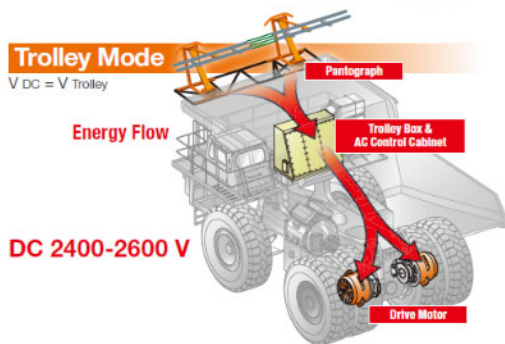 Trolley Mode
V DC = V Trolley
Pantograph
Energy Flow
Trolley Box &
AC Control Cabinet
DC 2400-2600 V
Drive Motor